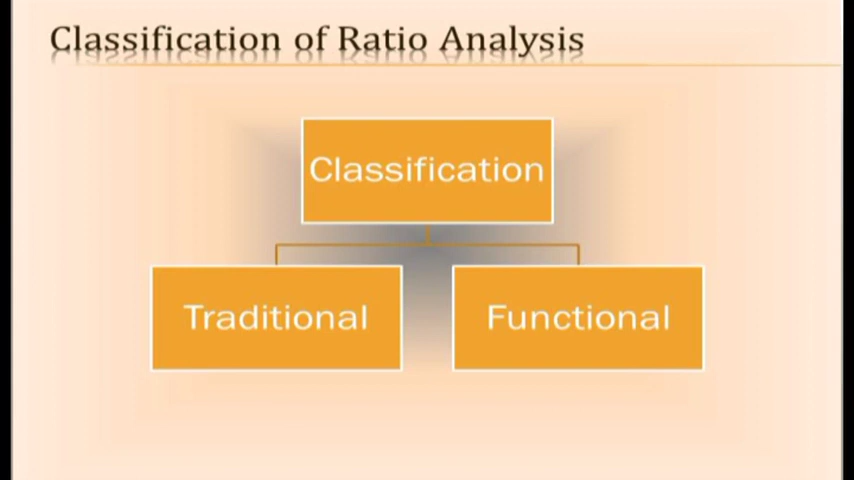 Classification of Ratio Analysis
Classification
Traditional
Functional